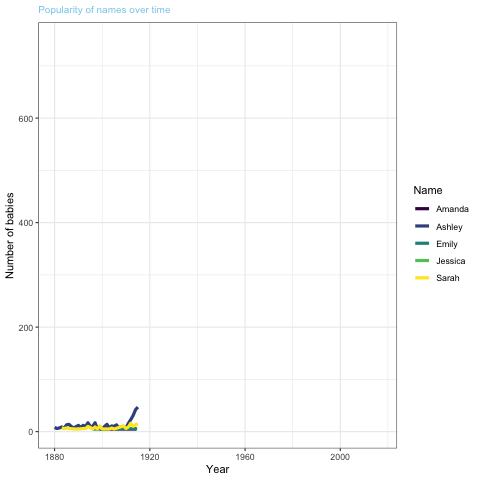 Popularity of names over time
600
400
200
0
1880
1920
1960
2000
Number of babies
Year
Name
Amanda
Ashley
Emily
Jessica
Sarah